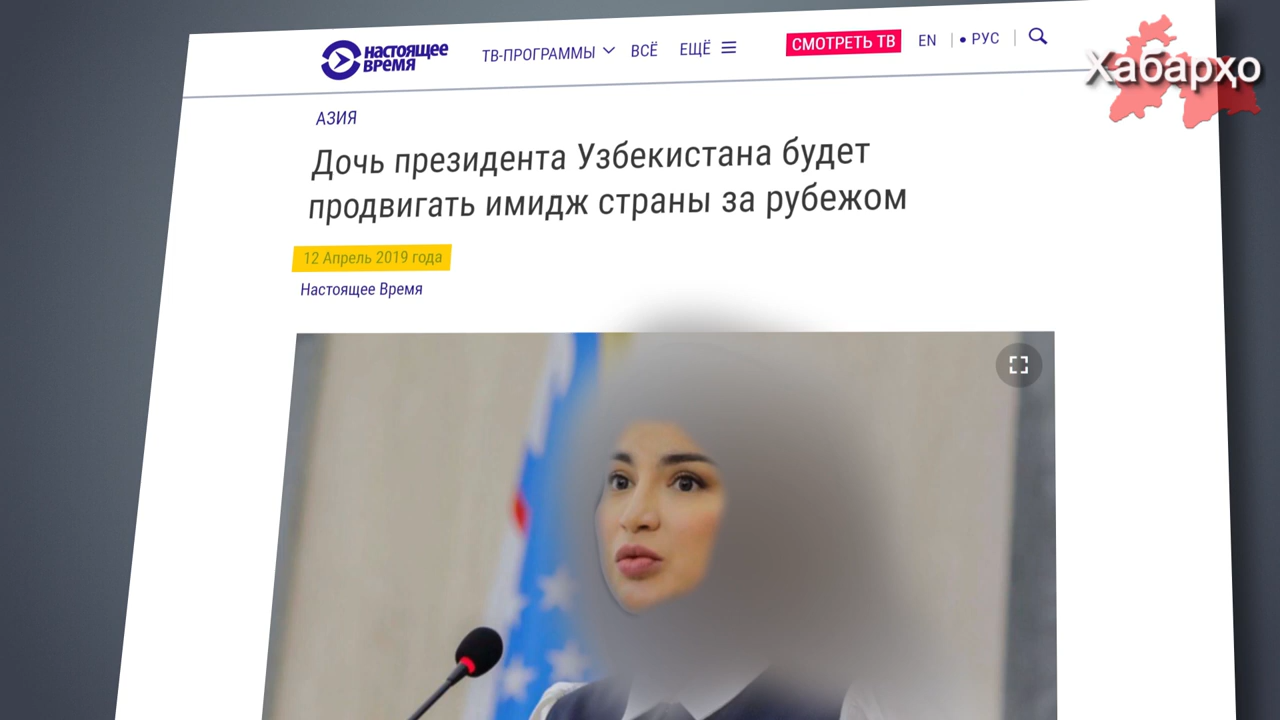 настоящее
время
ТВ-ПРОГРАММЫ
ВСЁ
ЕЩЁ
СМОТРЕТЬ ТВ
EN
• РУС
Хабарҳо
АЗИЯ
Дочь президента Узбекистана будет
продвигать имидж страны за рубежом
12 Апрель 2019 года
Настоящее Время